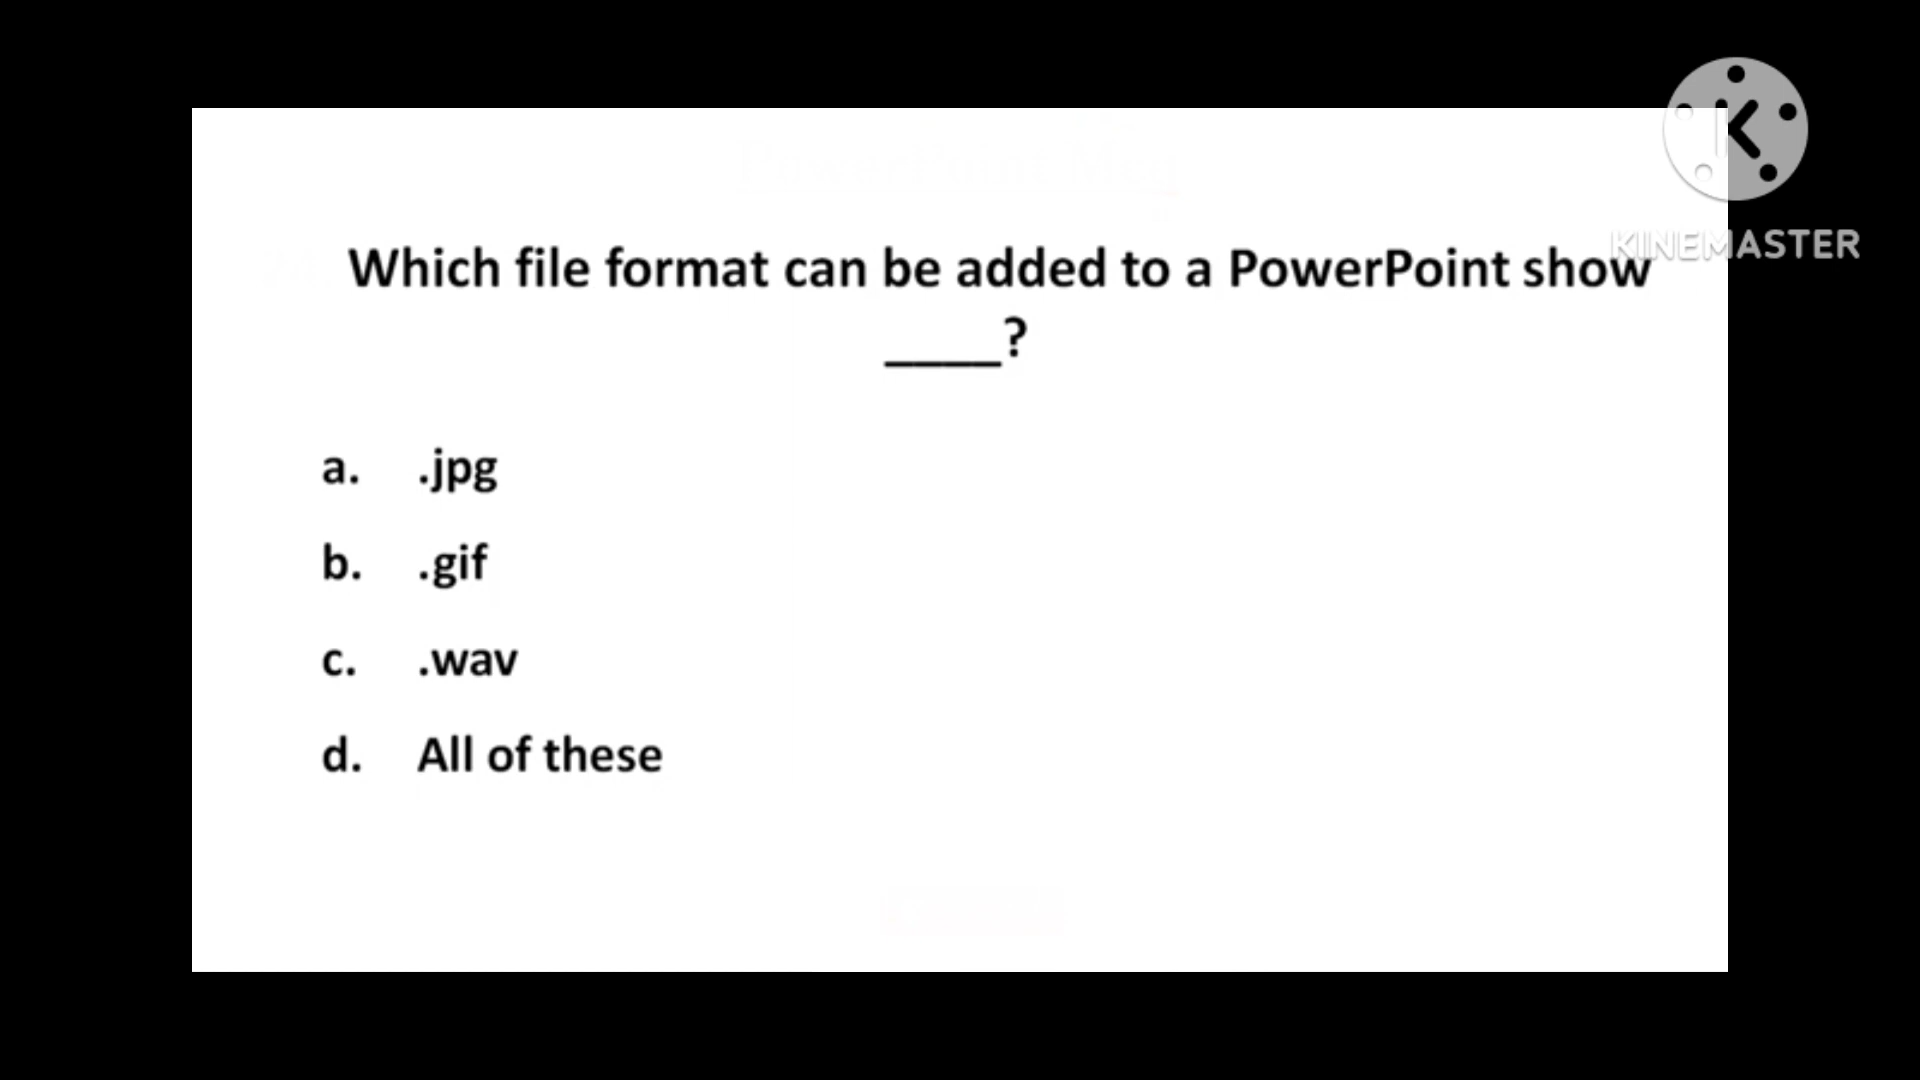 KINEMASTER
Which file format can be added to a PowerPoint show
____?
a. .jpg
b. .gif
c. .wav
d. All of these